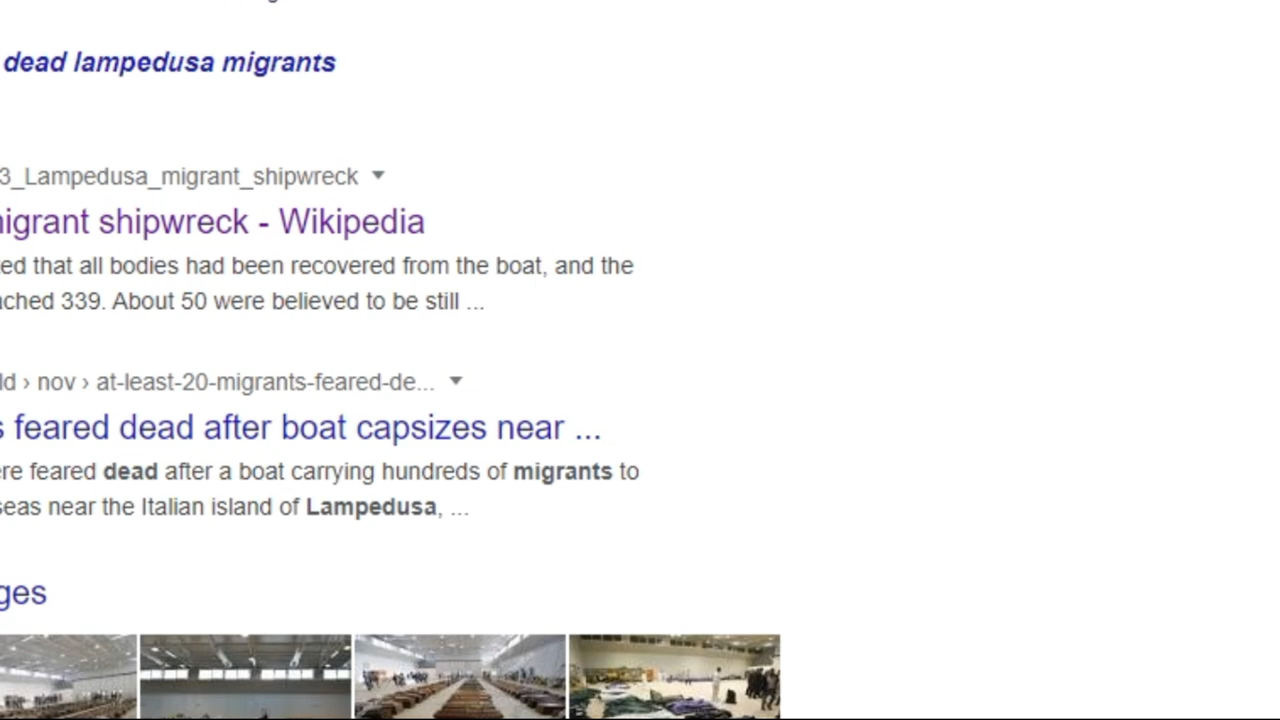 dead lampedusa migrants
3_Lampedusa_migrant_shipwreck
migrant shipwreck - Wikipedia
ed that all bodies had been recovered from the boat, and the
ched 339. About 50 were believed to be still ...
ld › nov › at-least-20-migrants-feared-de...
s feared dead after boat capsizes near ...
re feared dead after a boat carrying hundreds of migrants to
seas near the Italian island of Lampedusa, ...
ges